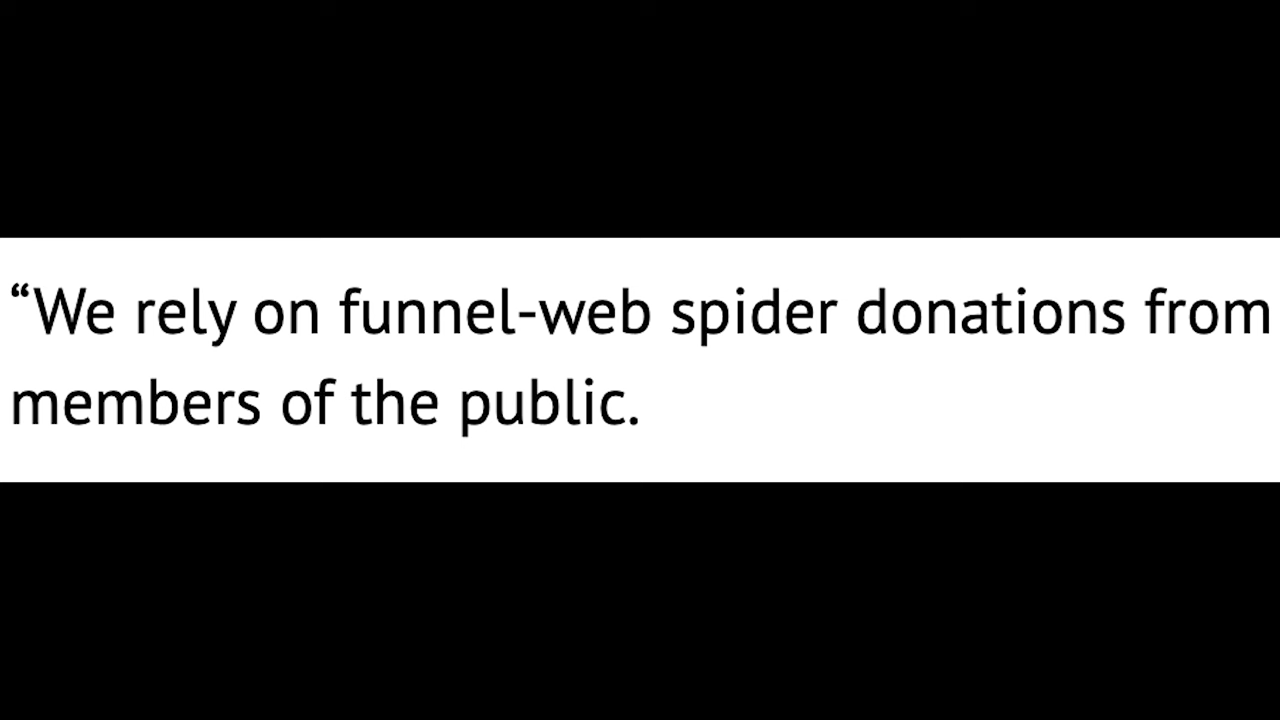 “We rely on funnel-web spider donations from
members of the public.